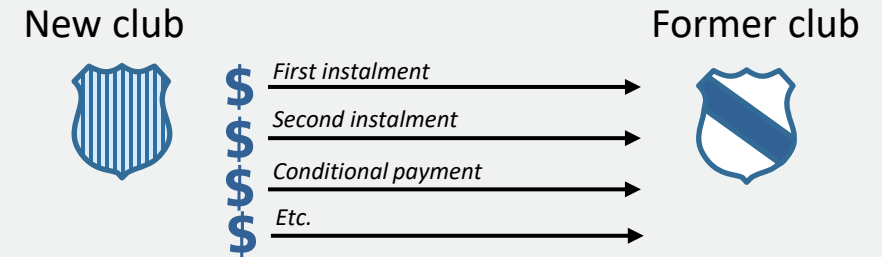 New club
Former club
$ First instalment
$ Second instalment
$ Conditional payment
$ Etc.